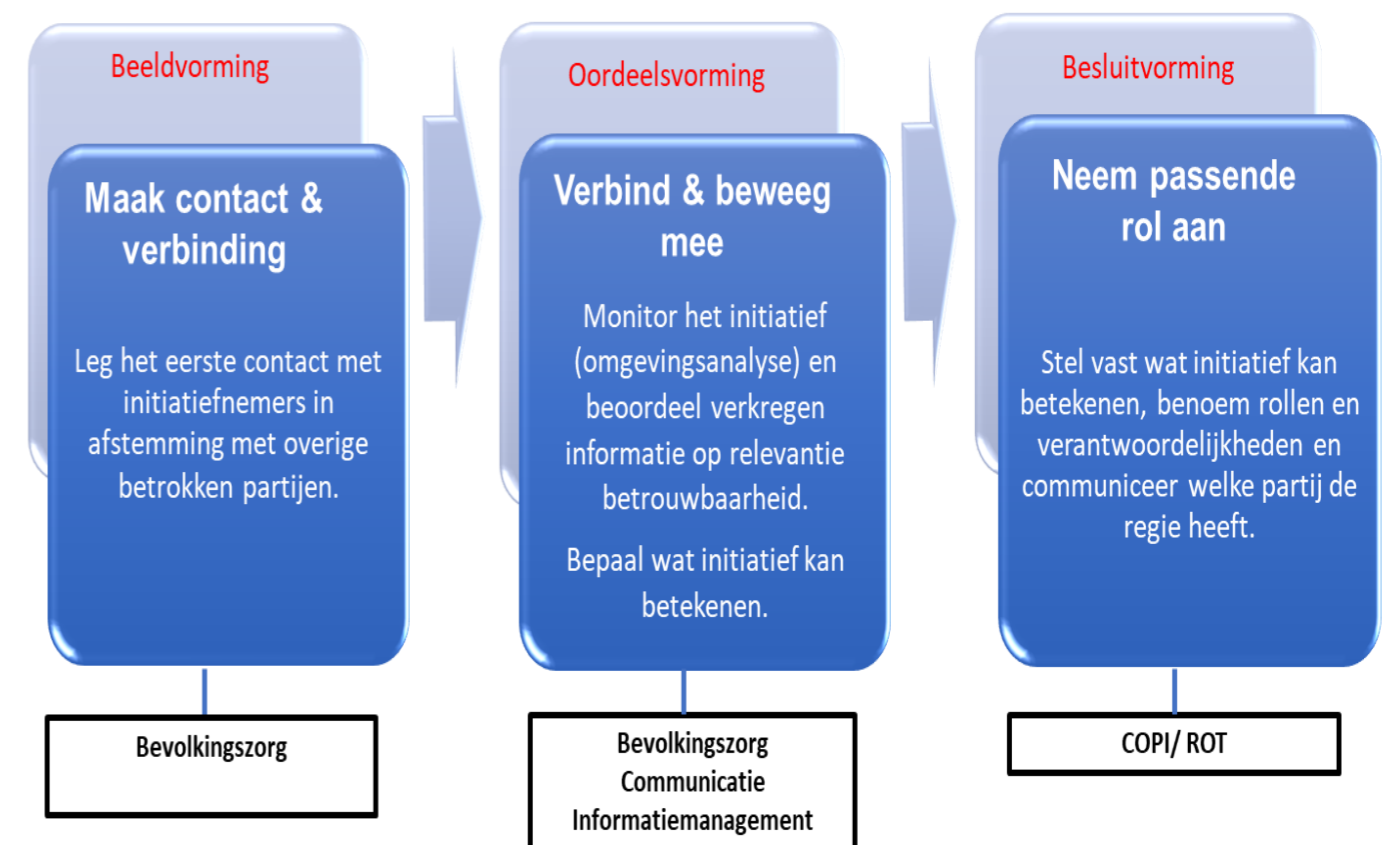 Beeldvorming
Maak contact &
verbinding
Leg het eerste contact met
initiatiefnemers in
afstemming met overige
betrokken partijen.
Bevolkingszorg
Oordeelsvorming
Verbind & beweeg
mee
Monitor het initiatief
(omgevingsanalyse) en
beoordeel verkregen
informatie op relevantie
betrouwbaarheid.
Bepaal wat initiatief kan
betekenen.
Bevolkingszorg
Communicatie
Informatiemanagement
Besluitvorming
Neem passende
rol aan
Stel vast wat initiatief kan
betekenen, benoem rollen en
verantwoordelijkheden en
communiceer welke partij de
regie heeft.
COPI/ ROT